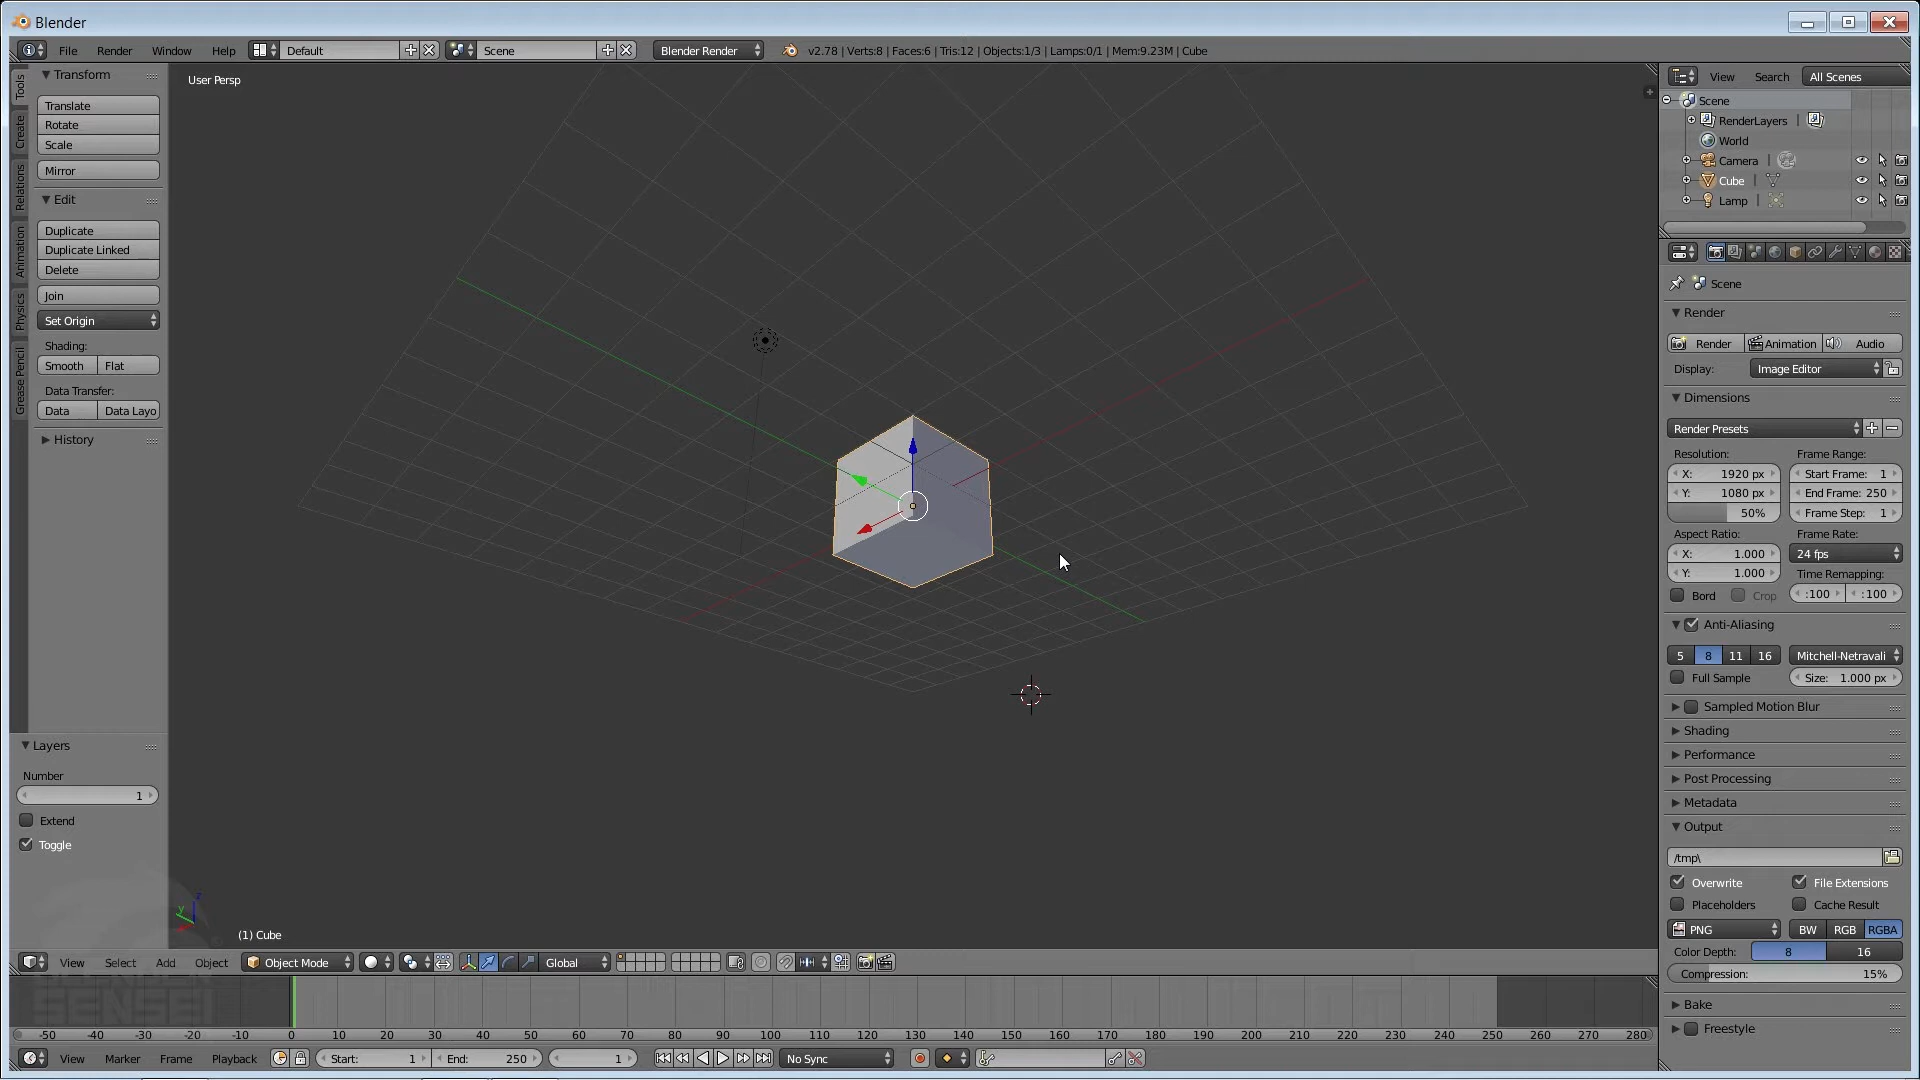 Blender
File Render Window Help Default Scene Blender Render v2.78 | Verts:8 | Faces:6 | Tris:12 | Objects:1/3 | Lamps:0/1 | Mem:9.23M | Cube
Tools
Create
Relations
Animation
Physics
Grease Pencil
Transform
Translate
Rotate
Scale
Mirror
Edit
Duplicate
Duplicate Linked
Delete
Join
Set Origin
Shading:
Smooth Flat
Data Transfer:
Data Data Layo
History
Layers
Number
1
Extend
Toggle
User Persp
(1) Cube
View Select Add Object Object Mode Global
SENSEI
-50 -40 -30 -20 -10 0 10 20 30 40 50 60 70 80 90 100 110 120 130 140 150 160 170 180 190 200 210 220 230 240 250 260 270 280
View Marker Frame Playback Start: 1 End: 250 1 No Sync
View Search All Scenes
Scene
RenderLayers
World
Camera
Cube
Lamp
Scene
Render
Render Animation Audio
Display: Image Editor
Dimensions
Render Presets
Resolution: Frame Range:
X: 1920 px Start Frame: 1
Y: 1080 px End Frame: 250
50% Frame Step: 1
Aspect Ratio: Frame Rate:
X: 1.000 24 fps
Y: 1.000 Time Remapping:
Bord Crop :100 :100
Anti-Aliasing
5 8 11 16 Mitchell-Netravali
Full Sample Size: 1.000 px
Sampled Motion Blur
Shading
Performance
Post Processing
Metadata
Output
/tmp\
Overwrite File Extensions
Placeholders Cache Result
PNG BW RGB RGBA
Color Depth: 8 16
Compression: 15%
Bake
Freestyle